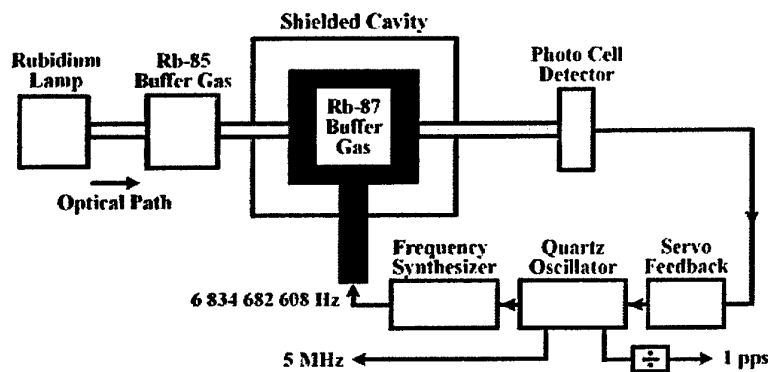 Shielded Cavity
Rubidium
Lamp
Rb-85
Buffer Gas
Rb-87
Buffer
Gas
Photo Cell
Detector
Optical Path
Frequency
Synthesizer
Quartz
Oscillator
Servo
Feedback
6 834 682 608 Hz
5 MHz
÷
1 pps